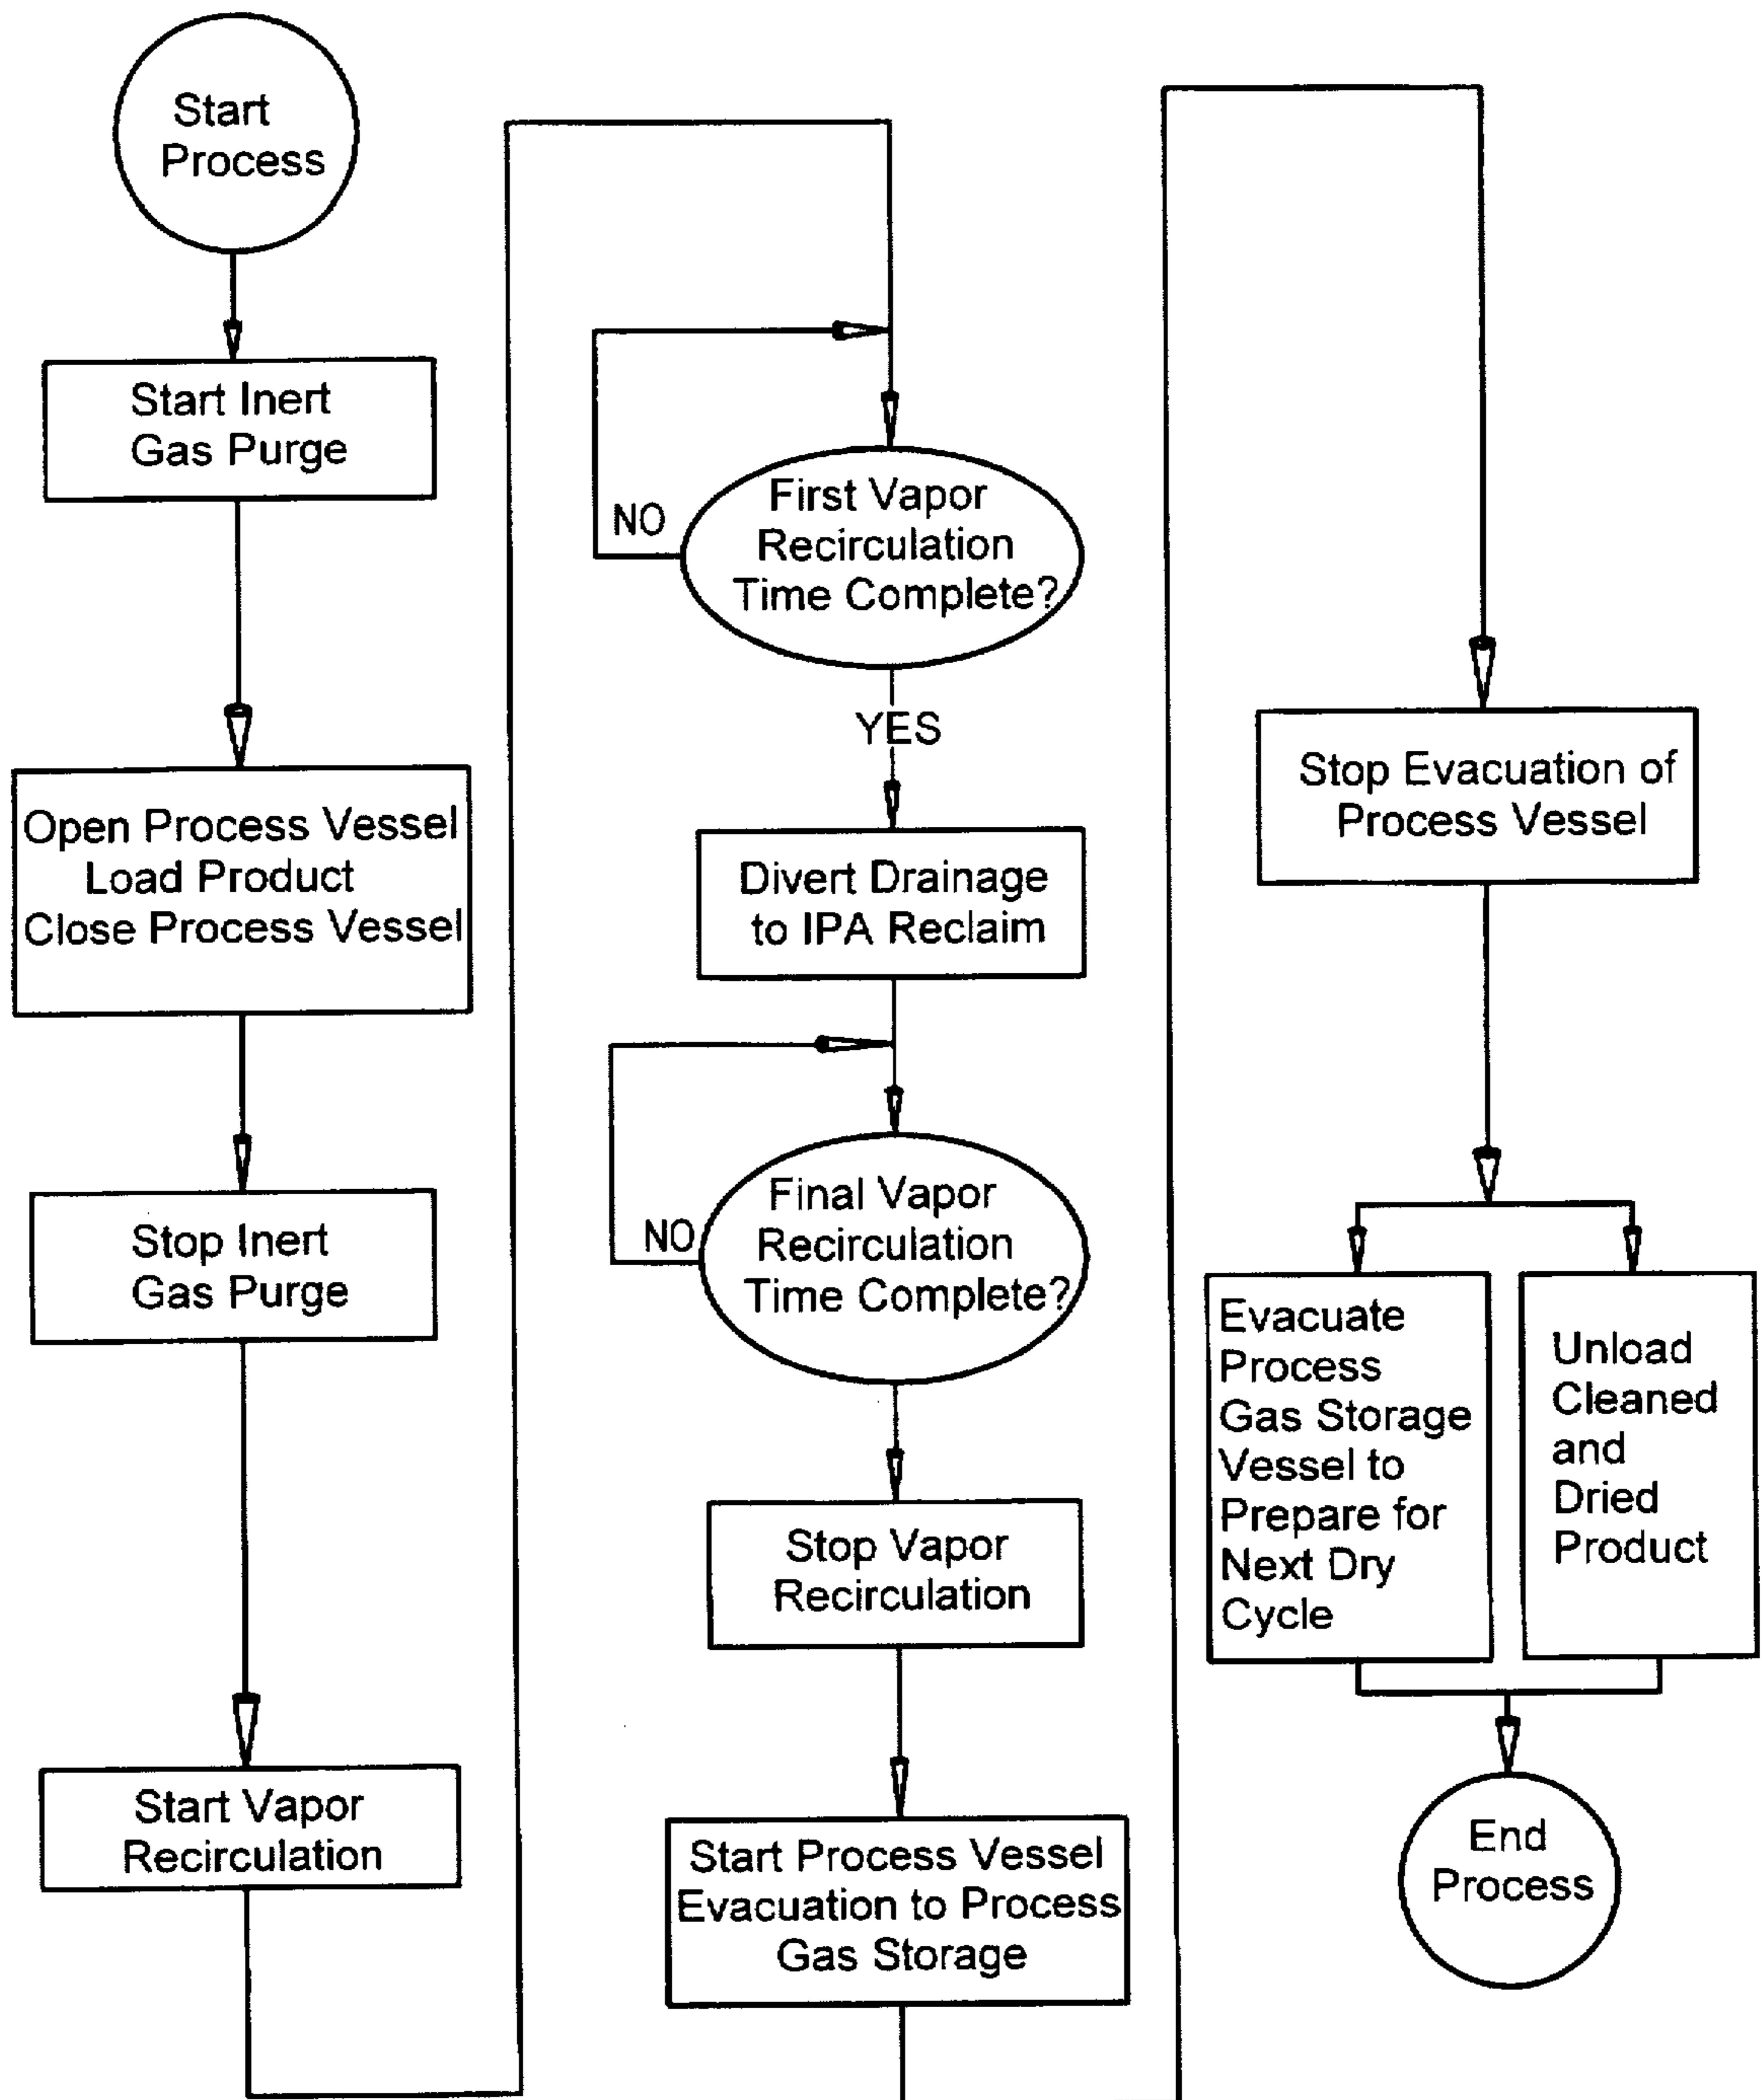 Start
Process
Start Inert
Gas Purge
Open Process Vessel
Load Product
Close Process Vessel
Stop Inert
Gas Purge
Start Vapor
Recirculation
First Vapor
Recirculation
Time Complete?
NO
YES
Divert Drainage
to IPA Reclaim
Final Vapor
Recirculation
Time Complete?
NO
Stop Vapor
Recirculation
Start Process Vessel
Evacuation to Process
Gas Storage
Stop Evacuation of
Process Vessel
Evacuate
Process
Gas Storage
Vessel to
Prepare for
Next Dry
Cycle
Unload
Cleaned
and
Dried
Product
End
Process